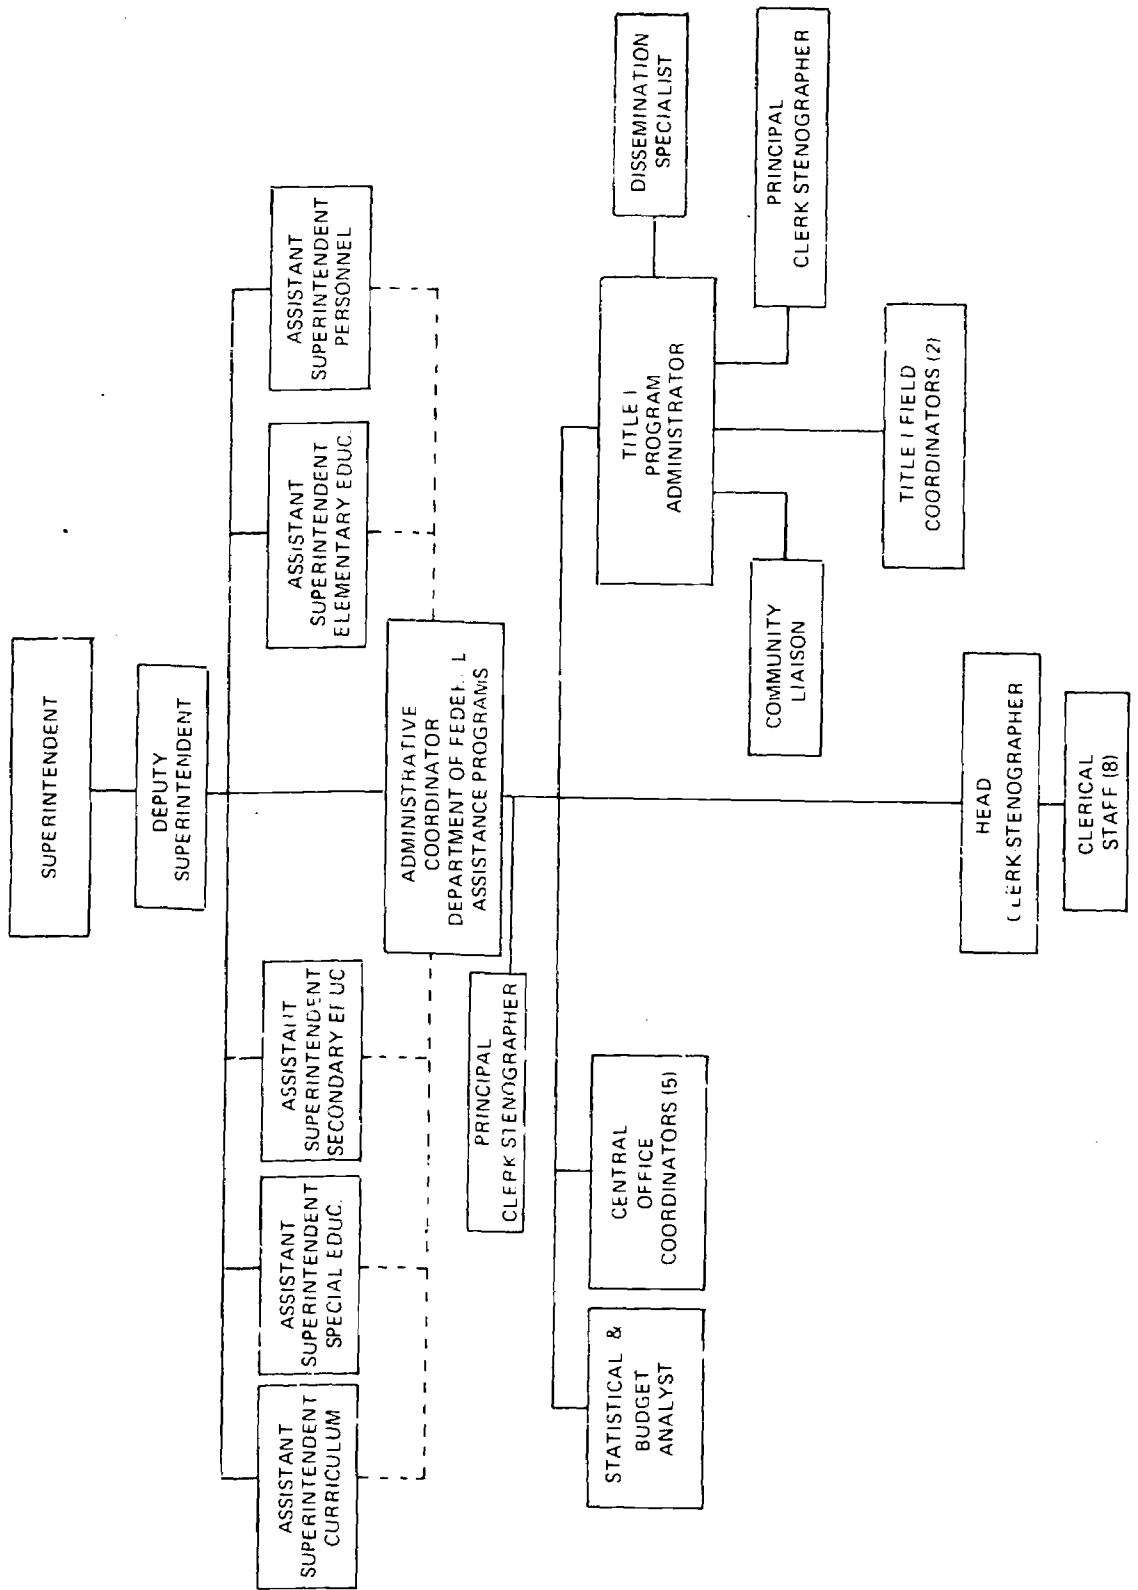 SUPERINTENDENT
DEPUTY
SUPERINTENDENT
ASSISTANT
SUPERINTENDENT
CURRICULUM
ASSISTANT
SUPERINTENDENT
SPECIAL EDUC.
ASSISTANT
SUPERINTENDENT
SECONDARY EDUC
ASSISTANT
SUPERINTENDENT
ELEMENTARY EDUC.
ASSISTANT
SUPERINTENDENT
PERSONNEL
ADMINISTRATIVE
COORDINATOR
DEPARTMENT OF FEDERAL
ASSISTANCE PROGRAMS
PRINCIPAL
CLERK STENOGRAPHER
STATISTICAL &
BUDGET
ANALYST
CENTRAL
OFFICE
COORDINATORS (5)
TITLE I
PROGRAM
ADMINISTRATOR
DISSEMINATION
SPECIALIST
COMMUNITY
LIAISON
PRINCIPAL
CLERK STENOGRAPHER
TITLE I FIELD
COORDINATORS (2)
HEAD
CLERK STENOGRAPHER
CLERICAL
STAFF (8)